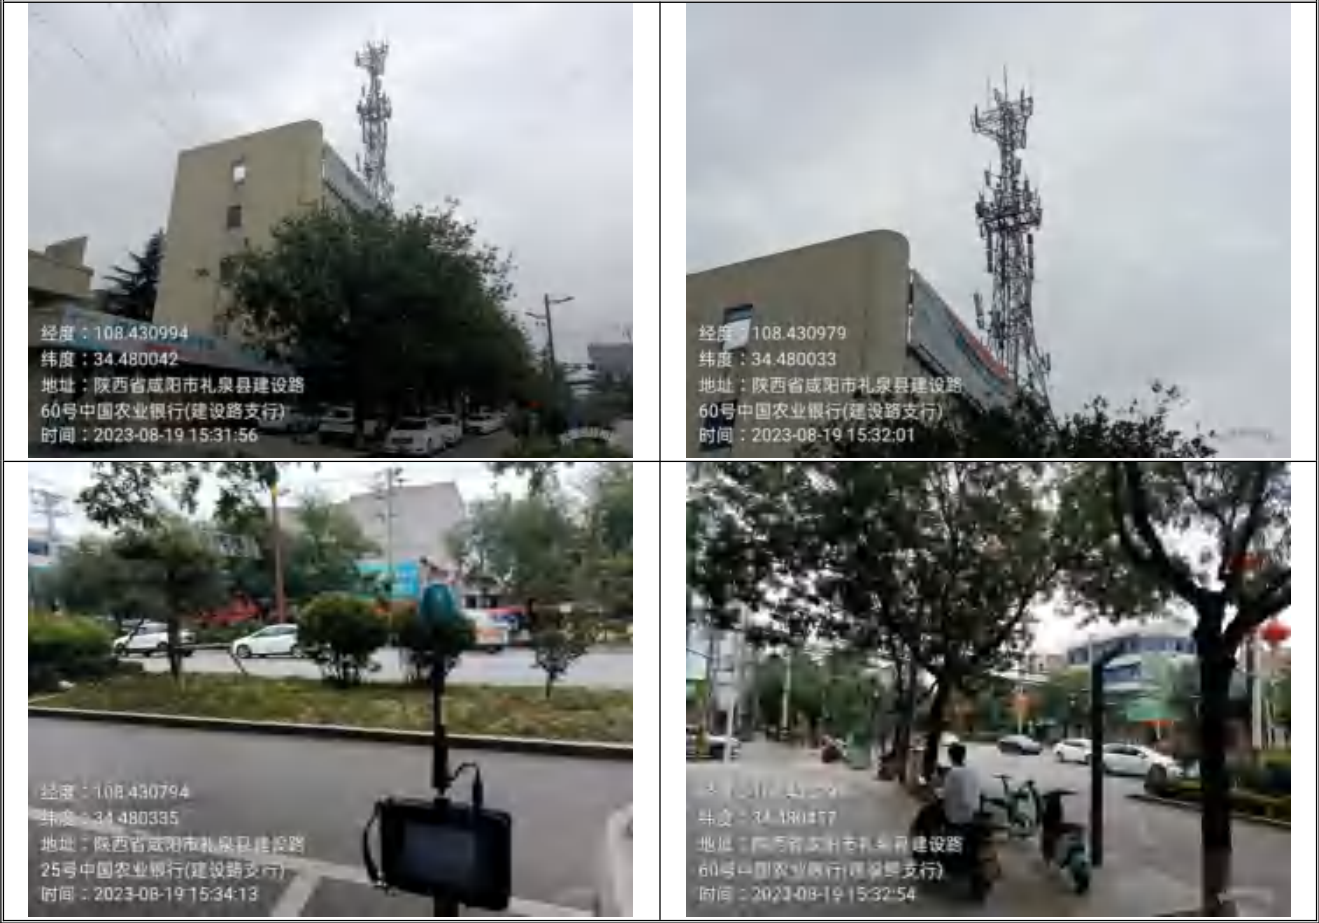 经度：108.430994
纬度：34.480042
地址：陕西省咸阳市礼泉县建设路
60号中国农业银行(建设路支行)
时间：2023-08-19 15:31:56
经度：108.430979
纬度：34.480033
地址：陕西省咸阳市礼泉县建设路
60号中国农业银行(建设路支行)
时间：2023-08-19 15:32:01
经度：108.430794
纬度：34.480335
地址：陕西省咸阳市礼泉县建设路
25号中国农业银行(建设路支行)
时间：2023-08-19 15:34:13
经度：
纬度：
地址：陕西省咸阳市礼泉县建设路
60号中国农业银行(建设路支行)
时间：2023-08-19 15:32:54